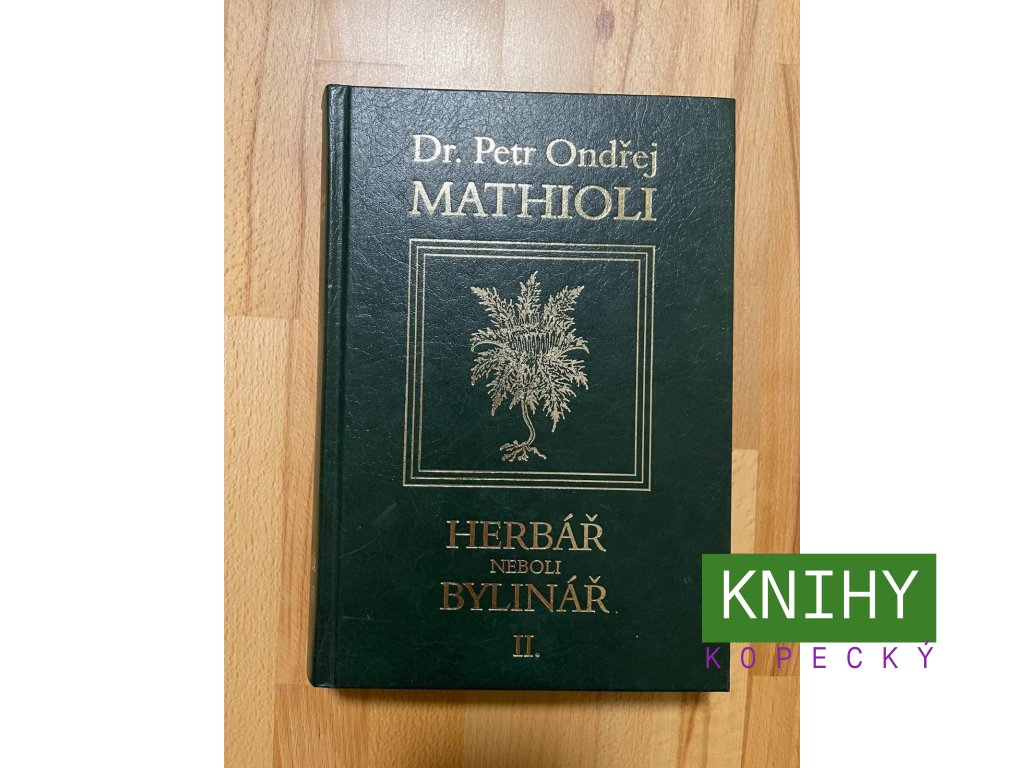 Dr. Petr Ondřej
MATHIOLI
HERBÁŘ
NEBOLI
BYLINÁŘ
II.
KNIHY
KOPECKÝ